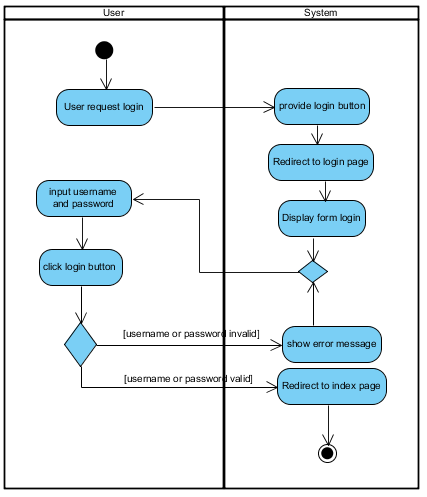 User
System
User request login
provide login button
Redirect to login page
input username
and password
Display form login
click login button
[username or password invalid]
show error message
[username or password valid]
Redirect to index page